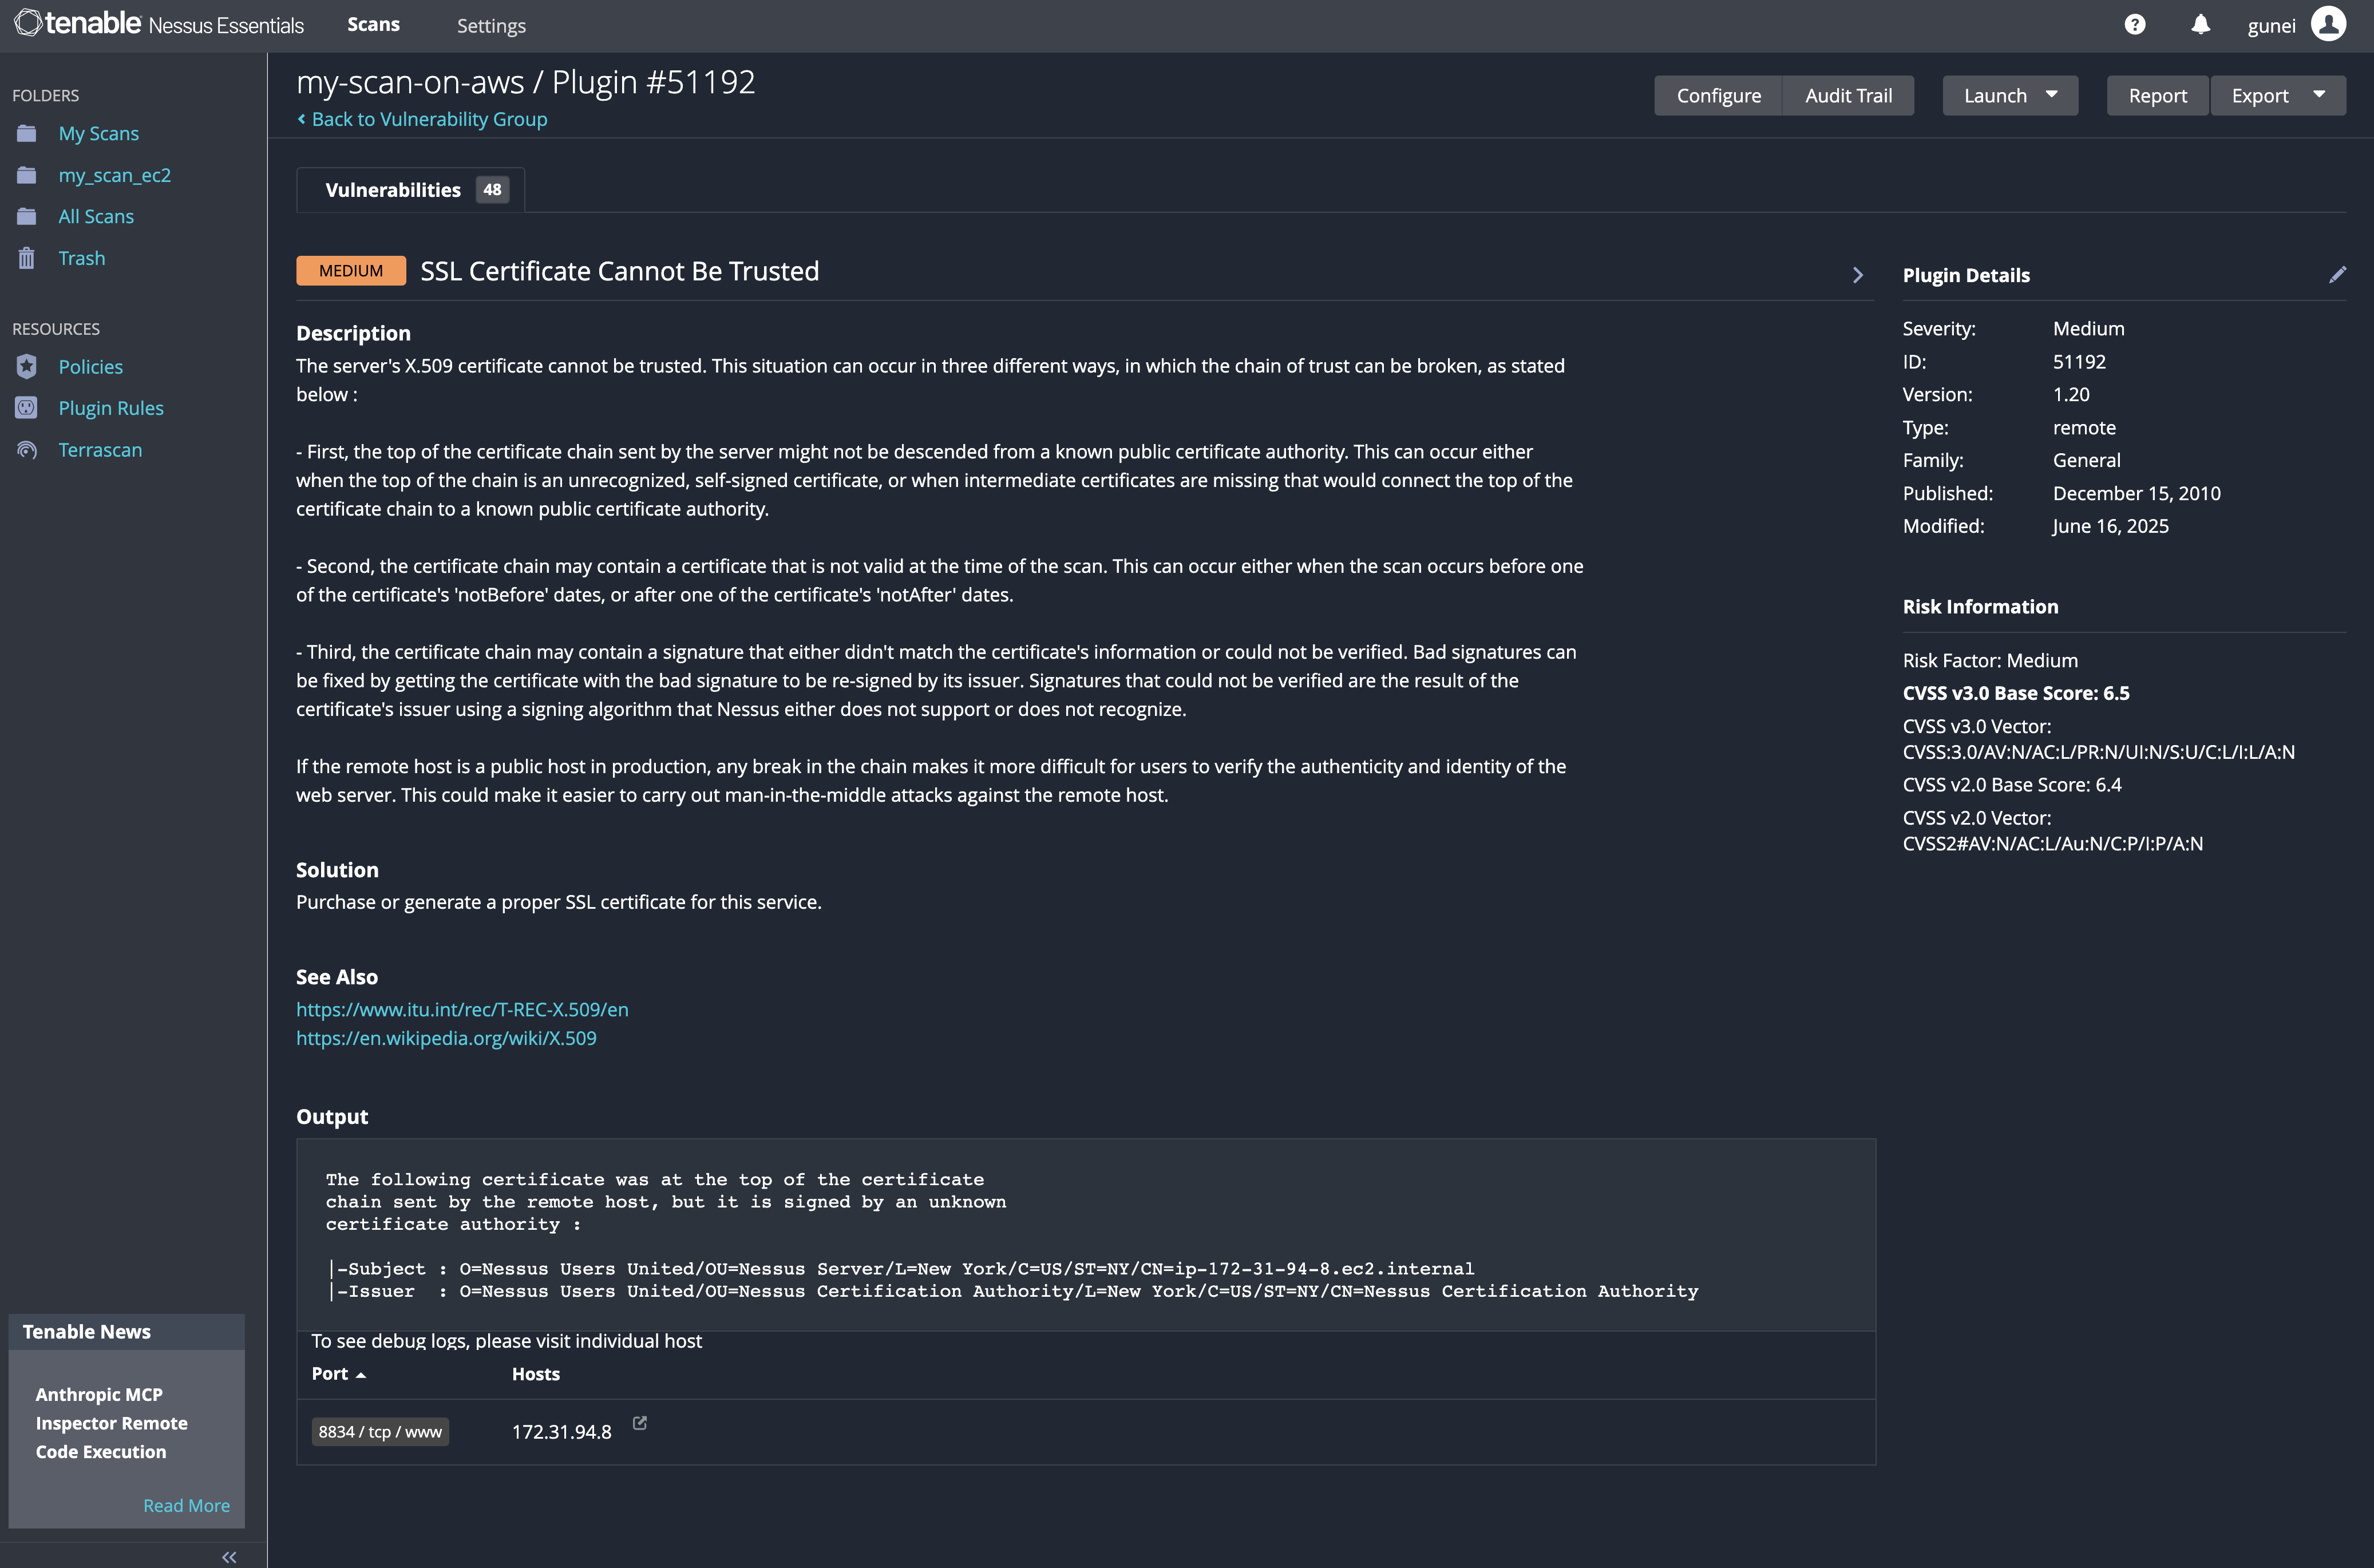 tenable Nessus Essentials
Scans
Settings
gunei
FOLDERS
My Scans
my_scan_ec2
All Scans
Trash
RESOURCES
Policies
Plugin Rules
Terrascan
Tenable News
Anthropic MCP
Inspector Remote
Code Execution
Read More
my-scan-on-aws / Plugin #51192
Back to Vulnerability Group
Configure
Audit Trail
Launch
Report
Export
Vulnerabilities 48
MEDIUM SSL Certificate Cannot Be Trusted
Description
The server's X.509 certificate cannot be trusted. This situation can occur in three different ways, in which the chain of trust can be broken, as stated
below :
- First, the top of the certificate chain sent by the server might not be descended from a known public certificate authority. This can occur either
when the top of the chain is an unrecognized, self-signed certificate, or when intermediate certificates are missing that would connect the top of the
certificate chain to a known public certificate authority.
- Second, the certificate chain may contain a certificate that is not valid at the time of the scan. This can occur either when the scan occurs before one
of the certificate's 'notBefore' dates, or after one of the certificate's 'notAfter' dates.
- Third, the certificate chain may contain a signature that either didn't match the certificate's information or could not be verified. Bad signatures can
be fixed by getting the certificate with the bad signature to be re-signed by its issuer. Signatures that could not be verified are the result of the
certificate's issuer using a signing algorithm that Nessus either does not support or does not recognize.
If the remote host is a public host in production, any break in the chain makes it more difficult for users to verify the authenticity and identity of the
web server. This could make it easier to carry out man-in-the-middle attacks against the remote host.
Solution
Purchase or generate a proper SSL certificate for this service.
See Also
https://www.itu.int/rec/T-REC-X.509/en
https://en.wikipedia.org/wiki/X.509
Output
The following certificate was at the top of the certificate
chain sent by the remote host, but it is signed by an unknown
certificate authority :
|-Subject : O=Nessus Users United/OU=Nessus Server/L=New York/C=US/ST=NY/CN=ip-172-31-94-8.ec2.internal
|-Issuer  : O=Nessus Users United/OU=Nessus Certification Authority/L=New York/C=US/ST=NY/CN=Nessus Certification Authority
To see debug logs, please visit individual host
Port Hosts
8834 / tcp / www 172.31.94.8
Plugin Details
Severity: Medium
ID: 51192
Version: 1.20
Type: remote
Family: General
Published: December 15, 2010
Modified: June 16, 2025
Risk Information
Risk Factor: Medium
CVSS v3.0 Base Score: 6.5
CVSS v3.0 Vector:
CVSS:3.0/AV:N/AC:L/PR:N/UI:N/S:U/C:L/I:L/A:N
CVSS v2.0 Base Score: 6.4
CVSS v2.0 Vector:
CVSS2#AV:N/AC:L/Au:N/C:P/I:P/A:N